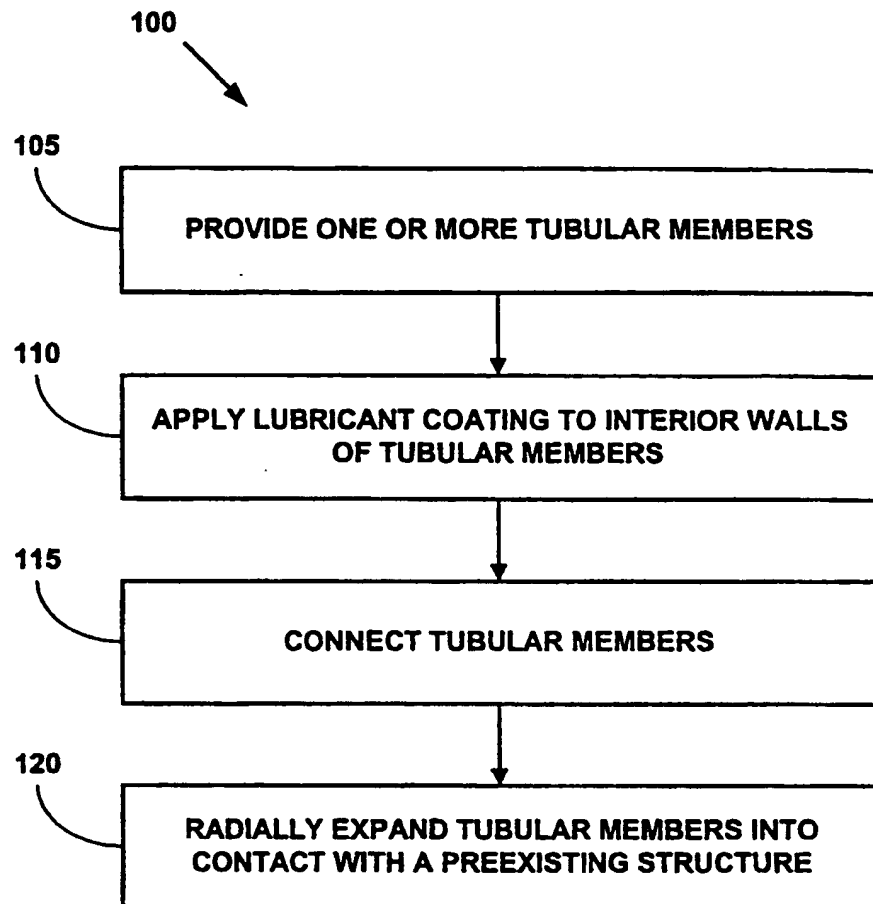 100
105
PROVIDE ONE OR MORE TUBULAR MEMBERS
110
APPLY LUBRICANT COATING TO INTERIOR WALLS
OF TUBULAR MEMBERS
115
CONNECT TUBULAR MEMBERS
120
RADIALLY EXPAND TUBULAR MEMBERS INTO
CONTACT WITH A PREEXISTING STRUCTURE